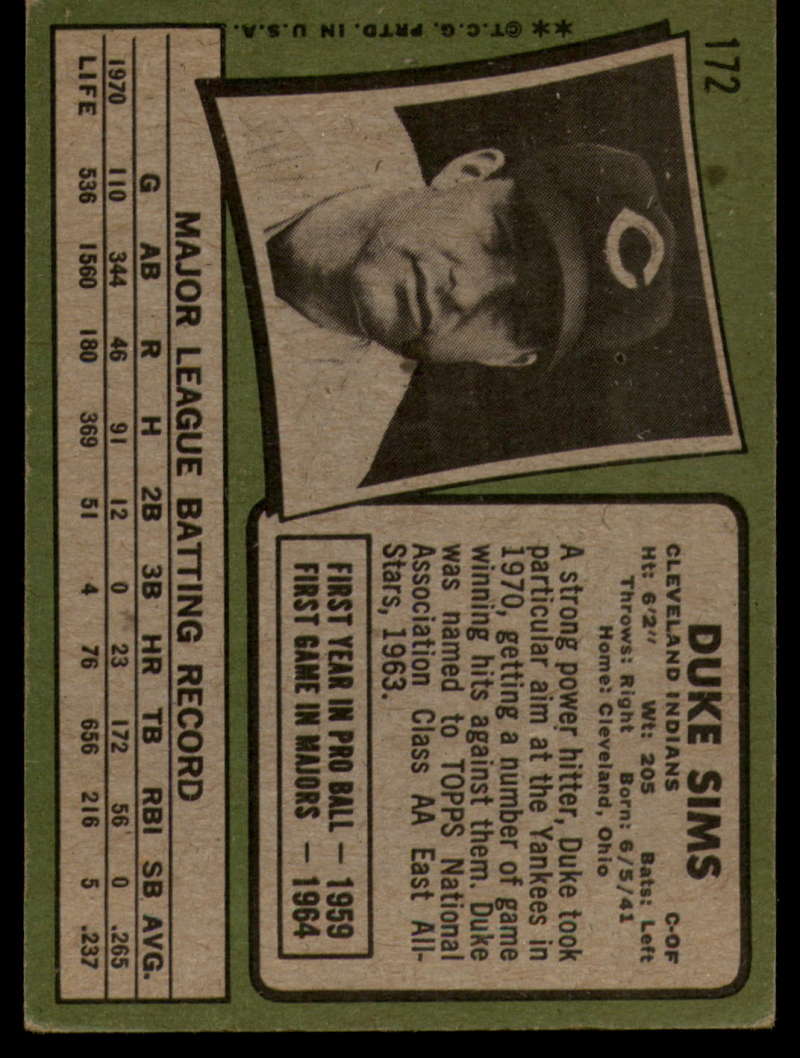 172
**©T.C.G. PRTD. IN U.S.A.
C
DUKE SIMS
CLEVELAND INDIANS C-OF
Ht: 6'2" Wt: 205 Bats: Left
Throws: Right Born: 6/5/41
Home: Cleveland, Ohio
A strong power hitter, Duke took
particular aim at the Yankees in
1970, getting a number of game
winning hits against them. Duke
was named to TOPPS National
Association Class AA East All-
Stars, 1963.
FIRST YEAR IN PRO BALL — 1959
FIRST GAME IN MAJORS — 1964
MAJOR LEAGUE BATTING RECORD
G AB R H 2B 3B HR TB RBI SB AVG.
1970 110 344 46 91 12 0 23 172 56 0 .265
LIFE 536 1560 180 369 51 4 76 656 216 5 .237